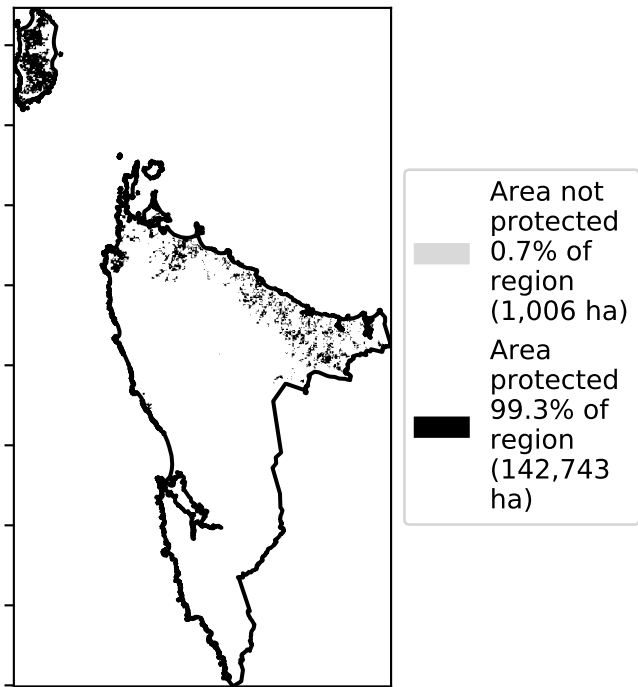 Area not
protected
0.7% of
region
(1,006 ha)
Area
protected
99.3% of
region
(142,743
ha)